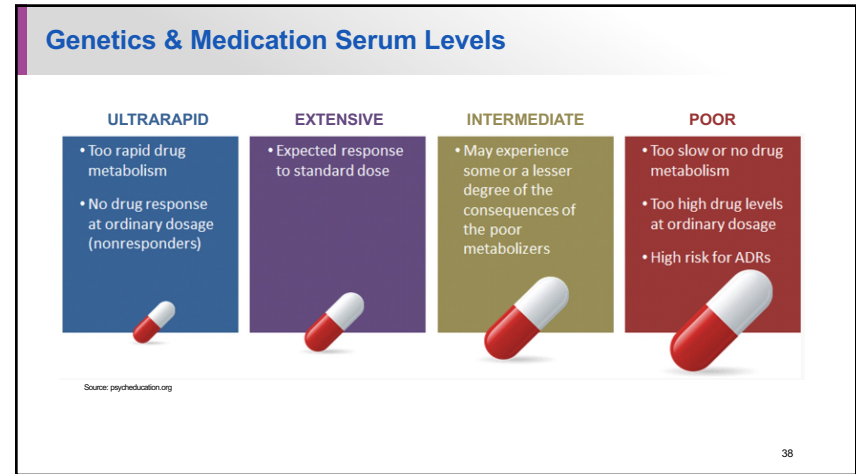 Genetics & Medication Serum Levels
ULTRARAPID
• Too rapid drug
metabolism
• No drug response
at ordinary dosage
(nonresponders)
EXTENSIVE
• Expected response
to standard dose
INTERMEDIATE
• May experience
some or a lesser
degree of the
consequences of
the poor
metabolizers
POOR
• Too slow or no drug
metabolism
• Too high drug levels
at ordinary dosage
• High risk for ADRs
Source: psycheducation.org
38